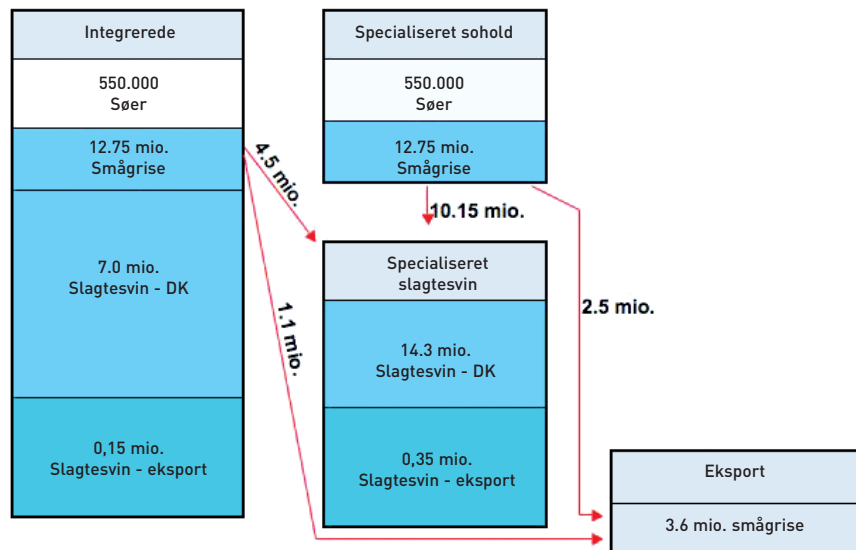 Integrerede
550.000
Søer
12.75 mio.
Smågrise
7.0 mio.
Slagtesvin - DK
0,15 mio.
Slagtesvin - eksport
4.5 mio.
1.1 mio.
Specialiseret sohold
550.000
Søer
12.75 mio.
Smågrise
10.15 mio.
2.5 mio.
Specialiseret
slagtesvin
14.3 mio.
Slagtesvin - DK
0,35 mio.
Slagtesvin - eksport
Eksport
3.6 mio. smågrise